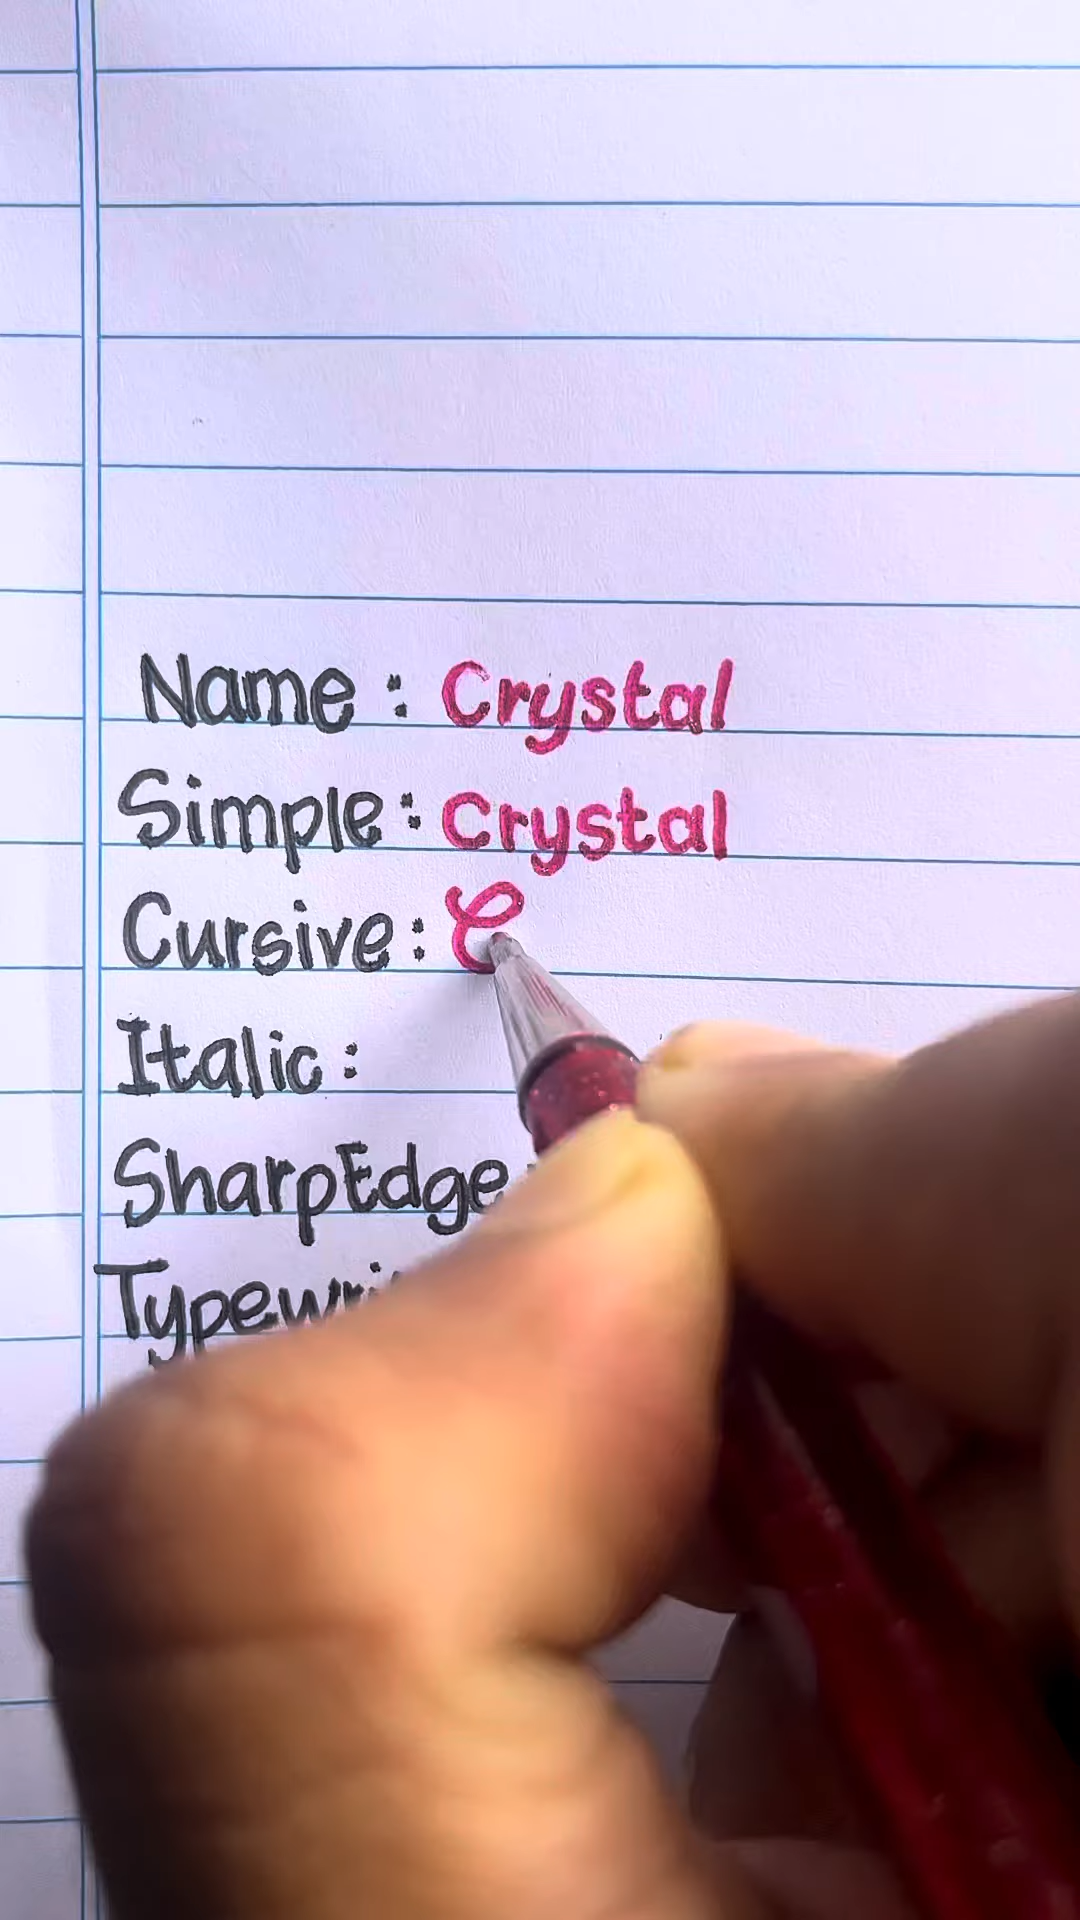 Name : Crystal
Simple : Crystal
Cursive : C
Italic :
SharpEdge